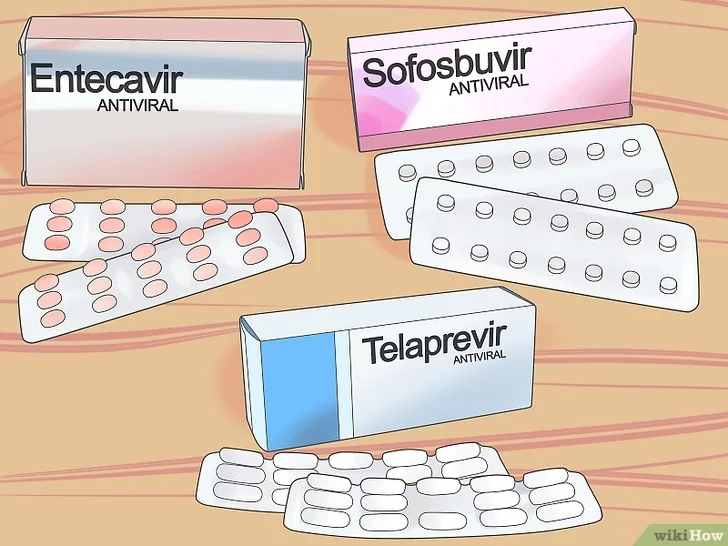 Entecavir
ANTIVIRAL
Sofosbuvir
ANTIVIRAL
Telaprevir
ANTIVIRAL
wikiHow